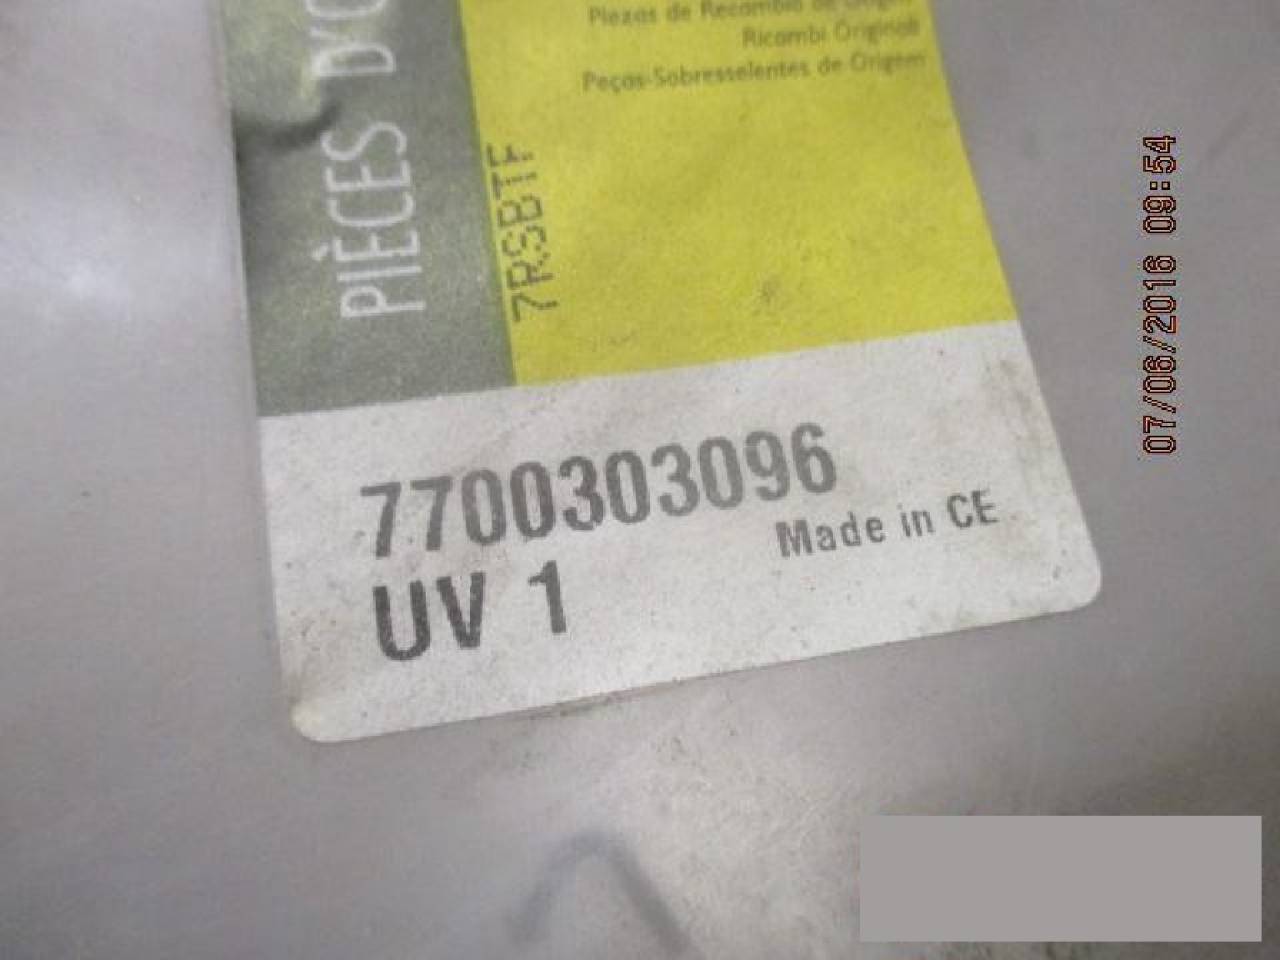 PIÈCES D'O
Piezas de Recambio de Origen
Ricambi Originali
Peças-Sobresselentes de Origem
7RSBTF
7700303096
Made in CE
UV 1
07/06/2016 09:54